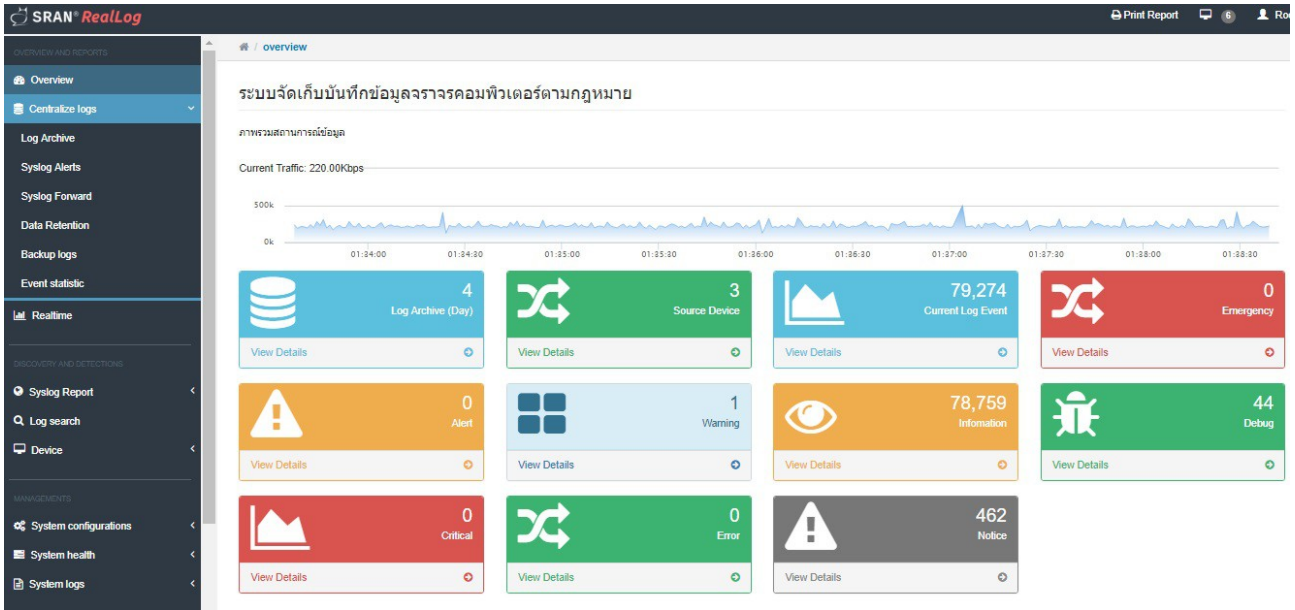 SRAN® RealLog
Print Report 6 Roo
OVERVIEW AND REPORTS
Overview
Centralize logs
Log Archive
Syslog Alerts
Syslog Forward
Data Retention
Backup logs
Event statistic
Realtime
DISCOVERY AND DETECTIONS
Syslog Report
Log search
Device
MANAGEMENTS
System configurations
System health
System logs
/ overview
ระบบจัดเก็บบันทึกข้อมูลจราจรคอมพิวเตอร์ตามกฎหมาย
ภาพรวมสถานการณ์ข้อมูล
Current Traffic: 220.00Kbps
500k
0k
01:34:00 01:34:30 01:35:00 01:35:30 01:36:00 01:36:30 01:37:00 01:37:30 01:38:00 01:38:30
4
Log Archive (Day)
View Details
3
Source Device
View Details
79,274
Current Log Event
View Details
0
Emergency
View Details
0
Alert
View Details
1
Warning
View Details
78,759
Infomation
View Details
44
Debug
View Details
0
Critical
View Details
0
Error
View Details
462
Notice
View Details